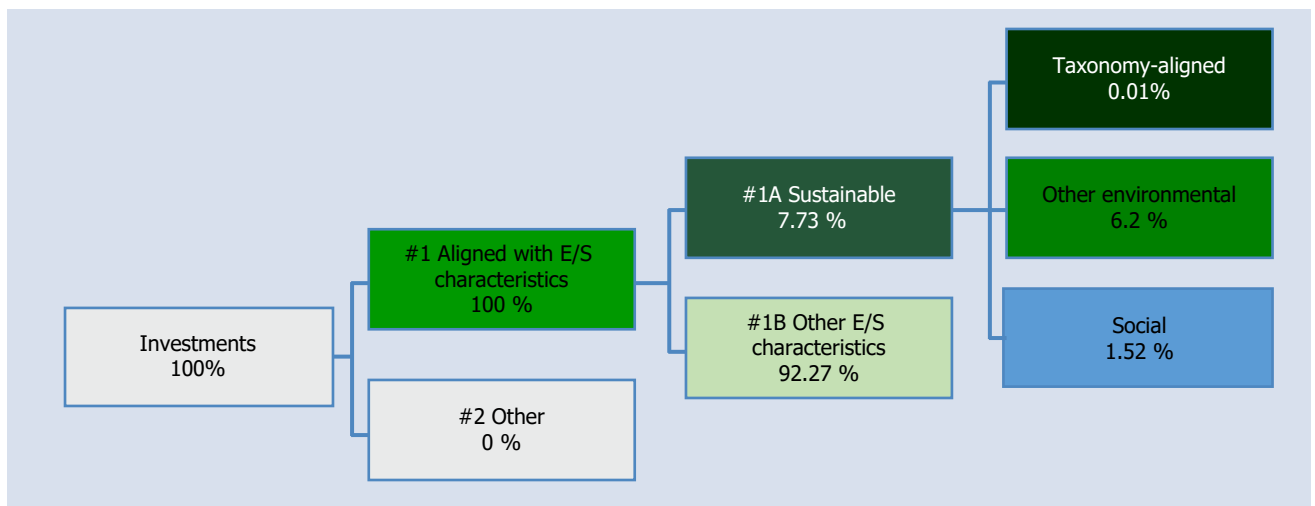 Investments
100%
#1 Aligned with E/S
characteristics
100 %
#2 Other
0 %
#1A Sustainable
7.73 %
#1B Other E/S
characteristics
92.27 %
Taxonomy-aligned
0.01%
Other environmental
6.2 %
Social
1.52 %